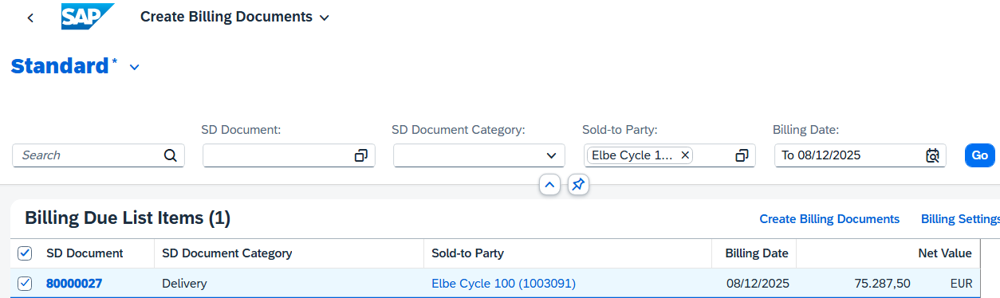 SAP Create Billing Documents
Standard *
SD Document: SD Document Category: Sold-to Party: Billing Date:
Search Elbe Cycle 1... To 08/12/2025 Go
Billing Due List Items (1) Create Billing Documents Billing Settings
SD Document SD Document Category Sold-to Party Billing Date Net Value
80000027 Delivery Elbe Cycle 100 (1003091) 08/12/2025 75.287,50 EUR